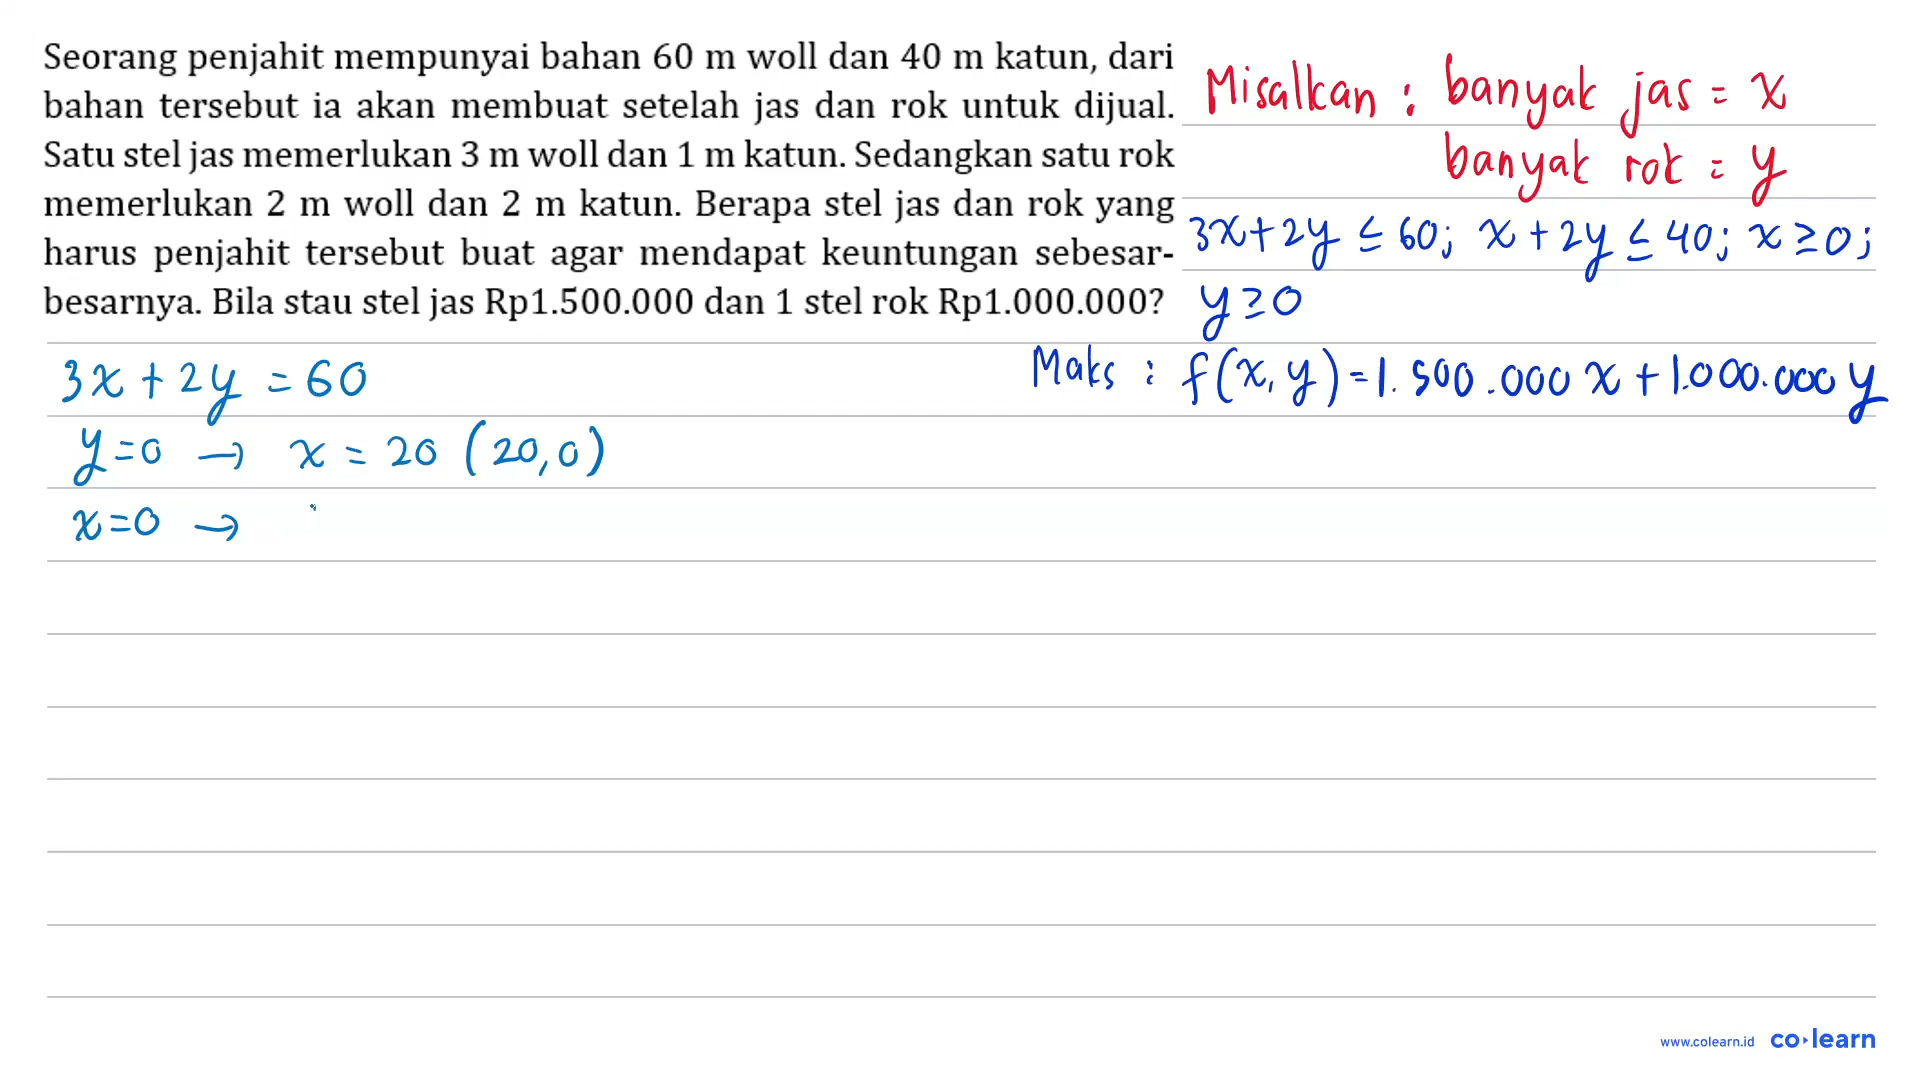 Seorang penjahit mempunyai bahan 60 m woll dan 40 m katun, dari
bahan tersebut ia akan membuat setelah jas dan rok untuk dijual.
Satu stel jas memerlukan 3 m woll dan 1 m katun. Sedangkan satu rok
memerlukan 2 m woll dan 2 m katun. Berapa stel jas dan rok yang
harus penjahit tersebut buat agar mendapat keuntungan sebesar-
besarnya. Bila stau stel jas Rp1.500.000 dan 1 stel rok Rp1.000.000?
Misalkan : banyak jas = x
banyak rok = y
3x + 2y ≤ 60; x + 2y ≤ 40; x ≥ 0;
y ≥ 0
Maks : f(x, y) = 1.500.000 x + 1.000.000 y
3x + 2y = 60
y = 0 → x = 20 (20,0)
x = 0 →
www.colearn.id
co·learn